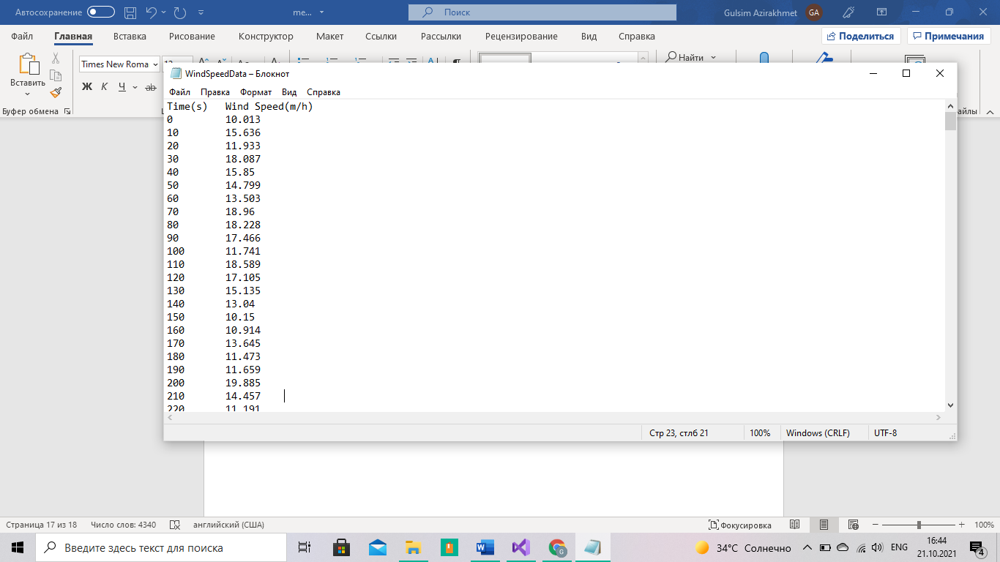 Автосохранение
me...
Поиск
Gulsim Azirakhmet GA
Файл Главная Вставка Рисование Конструктор Макет Ссылки Рассылки Рецензирование Вид Справка
Поделиться Примечания
Вставить
Times New Roma
Ж К Ч ab
Найти
Буфер обмена
WindSpeedData – Блокнот
Файл Правка Формат Вид Справка
Time(s) Wind Speed(m/h)
0 10.013
10 15.636
20 11.933
30 18.087
40 15.85
50 14.799
60 13.503
70 18.96
80 18.228
90 17.466
100 11.741
110 18.589
120 17.105
130 15.135
140 13.04
150 10.15
160 10.914
170 13.645
180 11.473
190 11.659
200 19.885
210 14.457
220 11.191
Стр 23, стлб 21 100% Windows (CRLF) UTF-8
Страница 17 из 18 Число слов: 4340 английский (США) Фокусировка 100%
Введите здесь текст для поиска
34°C Солнечно ENG
16:44
21.10.2021
4